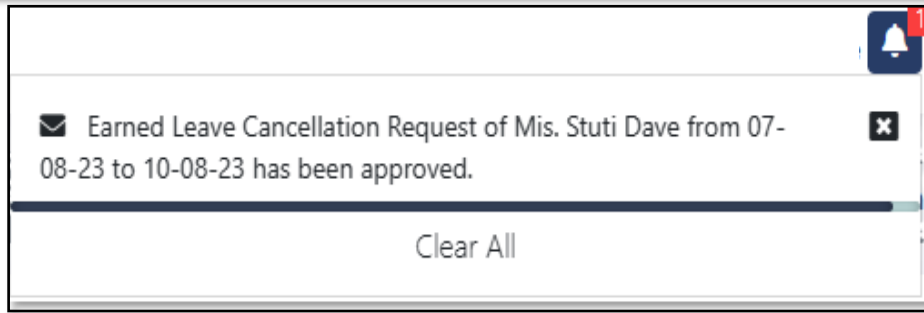 1
Earned Leave Cancellation Request of Mis. Stuti Dave from 07-
08-23 to 10-08-23 has been approved.
Clear All